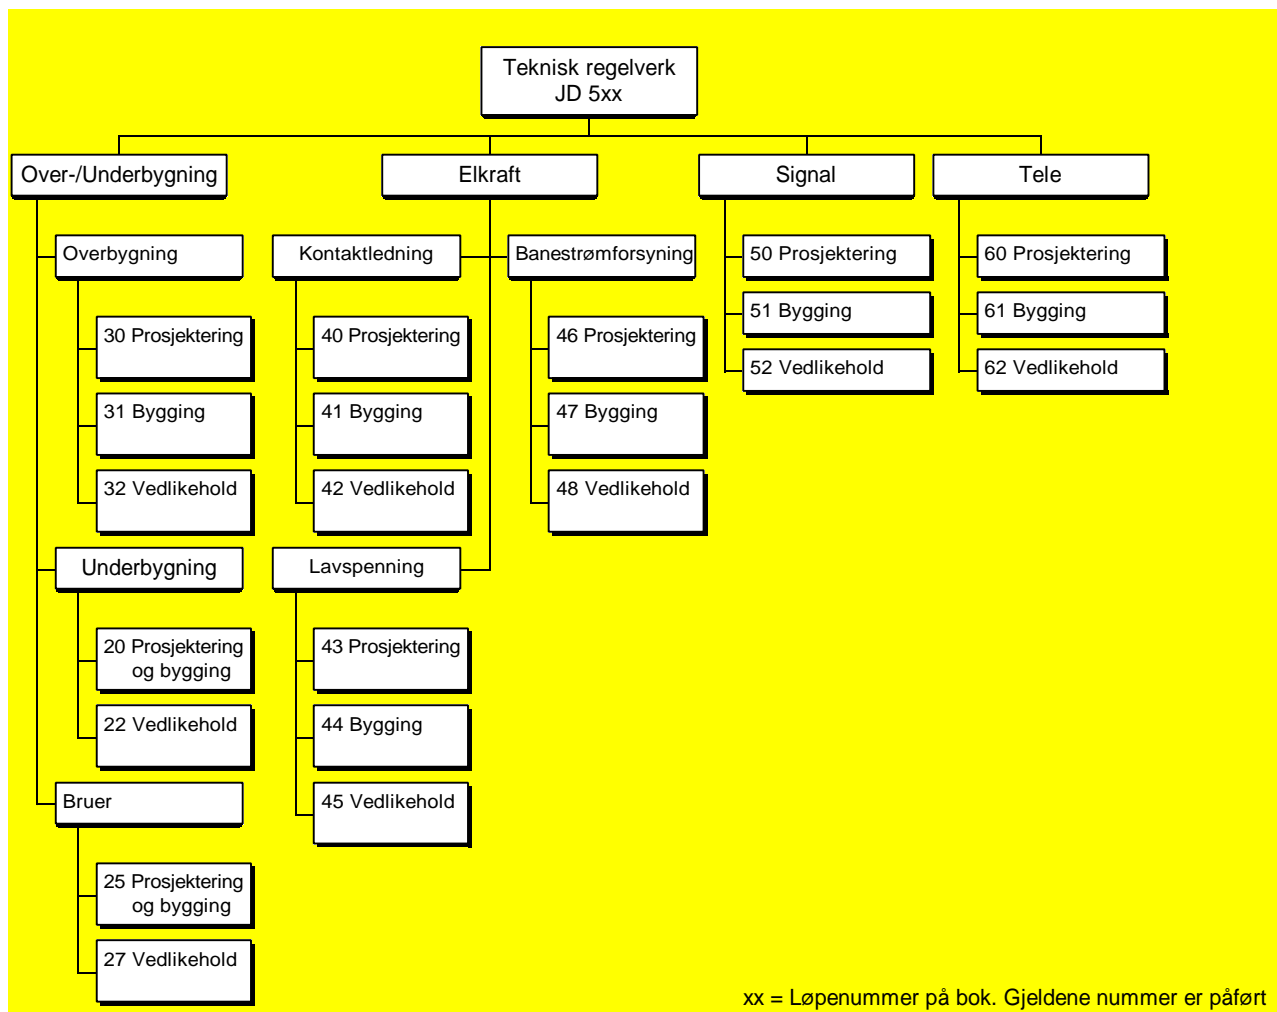 Teknisk regelverk
JD 5xx
Over-/Underbygning
Elkraft
Signal
Tele
Overbygning
30 Prosjektering
31 Bygging
32 Vedlikehold
Underbygning
20 Prosjektering
og bygging
22 Vedlikehold
Bruer
25 Prosjektering
og bygging
27 Vedlikehold
Kontaktledning
40 Prosjektering
41 Bygging
42 Vedlikehold
Lavspenning
43 Prosjektering
44 Bygging
45 Vedlikehold
Banestrømforsyning
46 Prosjektering
47 Bygging
48 Vedlikehold
50 Prosjektering
51 Bygging
52 Vedlikehold
60 Prosjektering
61 Bygging
62 Vedlikehold
xx = Løpenummer på bok. Gjeldene nummer er påført